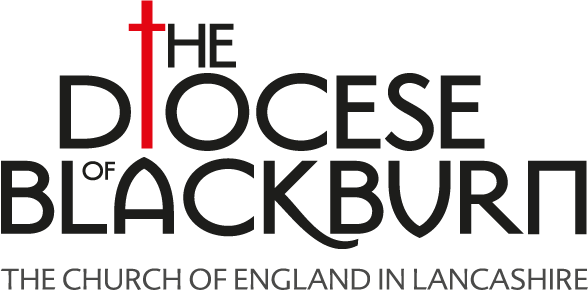 THE
DIOCESE
OF BLACKBURN
THE CHURCH OF ENGLAND IN LANCASHIRE